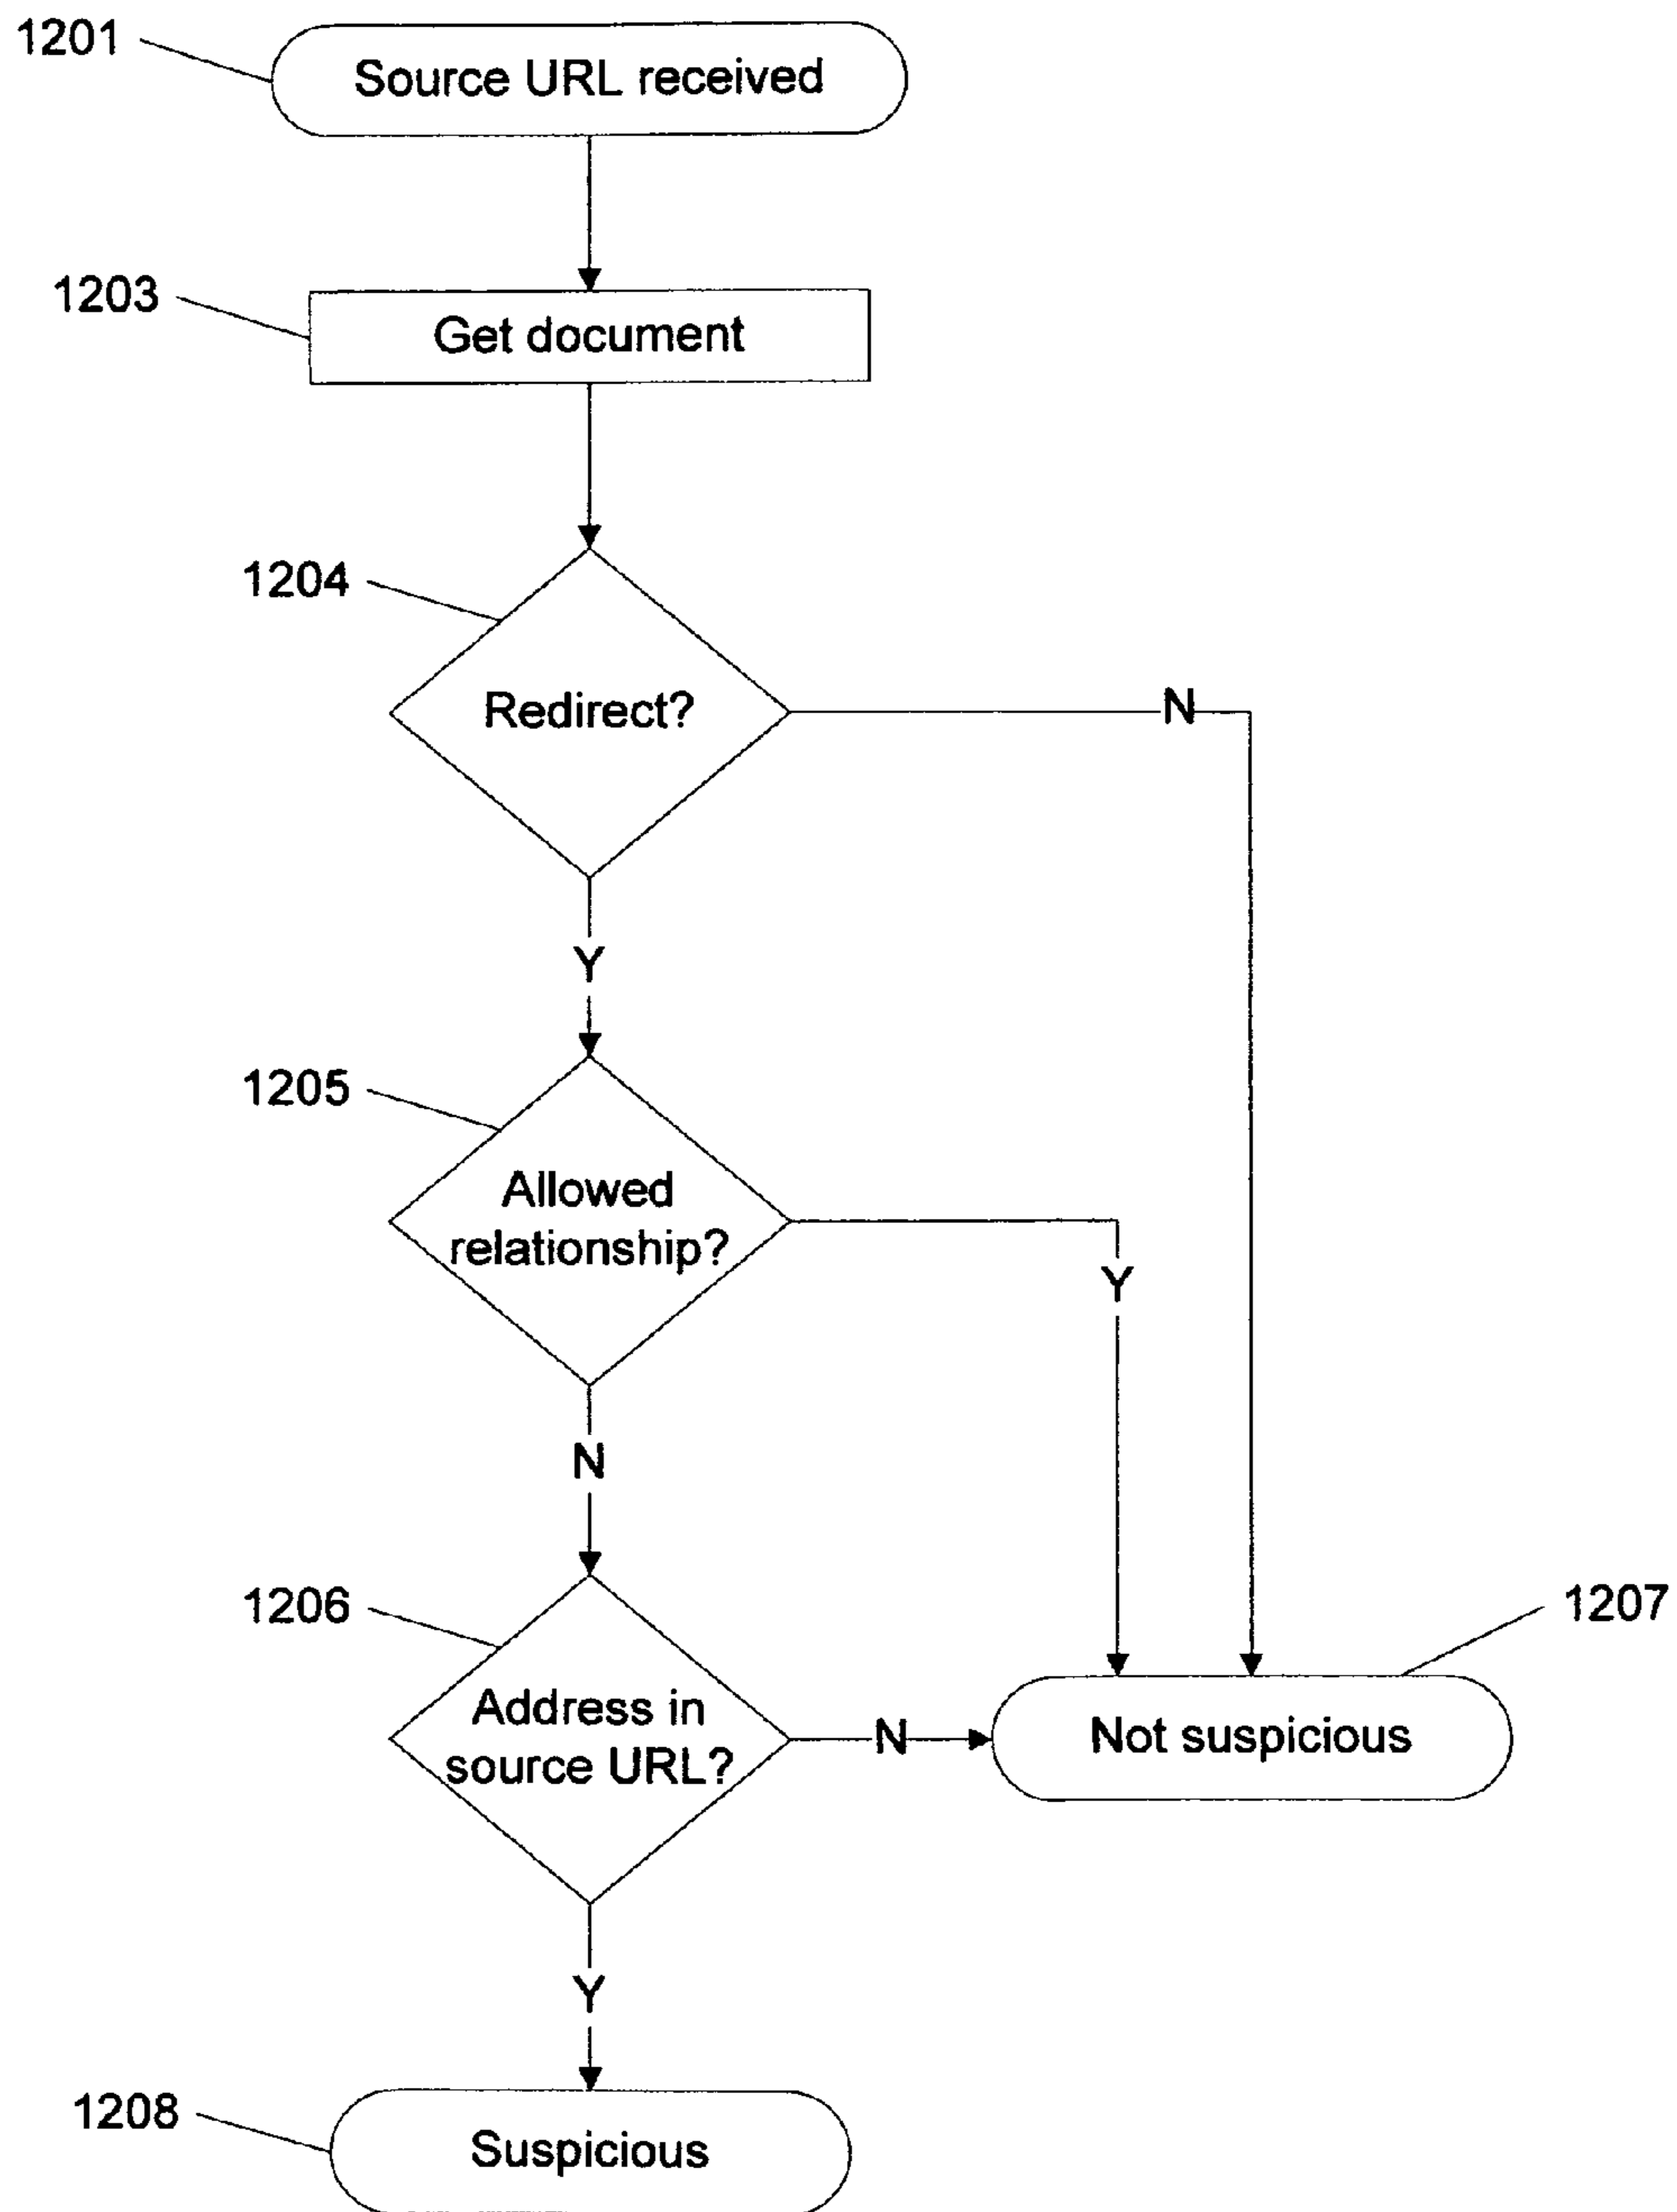 1201
Source URL received
1203
Get document
1204
Redirect?
N
Y
1205
Allowed
relationship?
Y
N
1206
1207
Address in
source URL?
N
Not suspicious
Y
1208
Suspicious